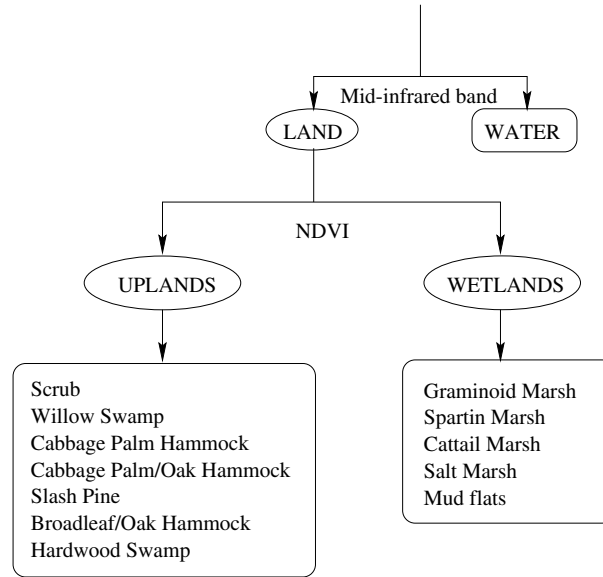 Mid-infrared band
LAND
WATER
NDVI
UPLANDS
WETLANDS
Scrub
Willow Swamp
Cabbage Palm Hammock
Cabbage Palm/Oak Hammock
Slash Pine
Broadleaf/Oak Hammock
Hardwood Swamp
Graminoid Marsh
Spartin Marsh
Cattail Marsh
Salt Marsh
Mud flats